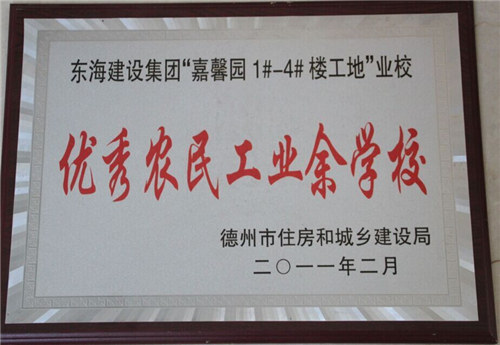 东海建设集团“嘉馨园 1#-4# 楼工地”业校
优秀农民工业余学校
德州市住房和城乡建设局
二〇一一年二月